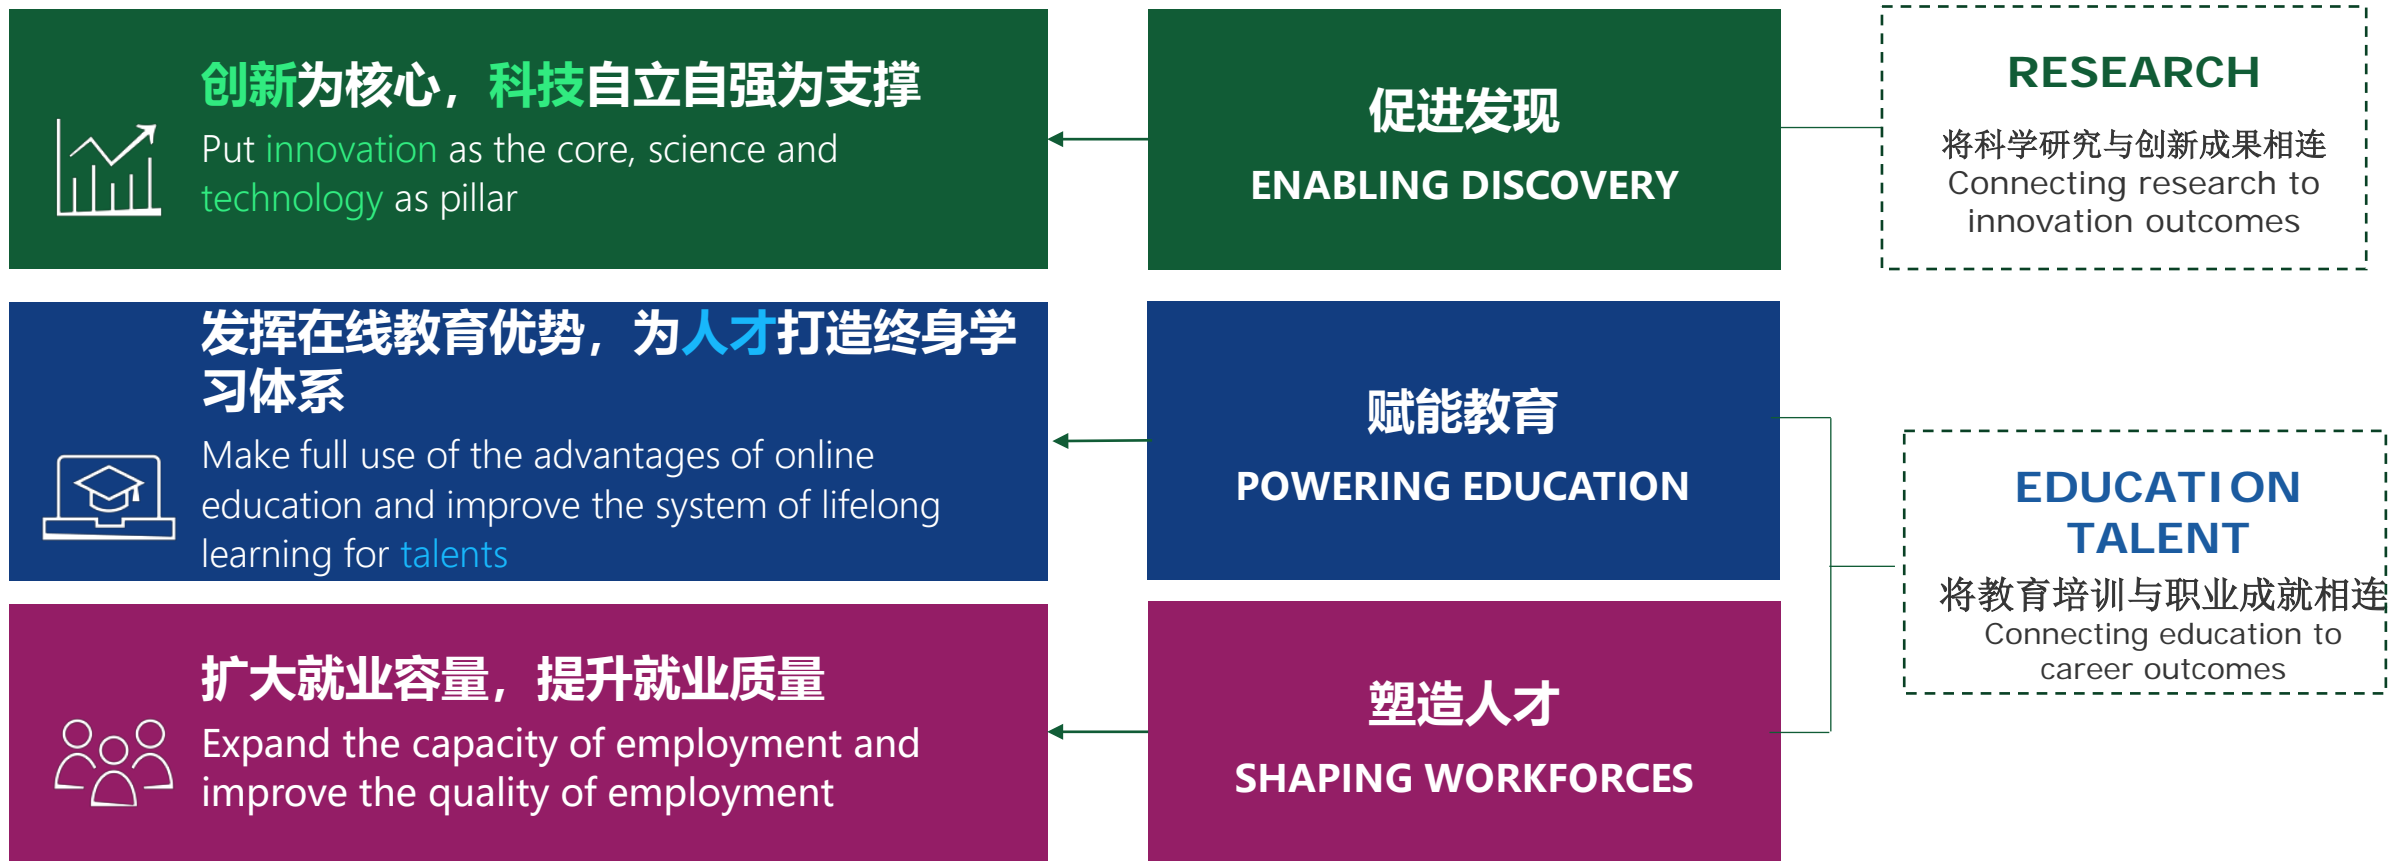 创新为核心，科技自立自强为支撑
Put innovation as the core, science and
technology as pillar
促进发现
ENABLING DISCOVERY
RESEARCH
将科学研究与创新成果相连
Connecting research to
innovation outcomes
发挥在线教育优势，为人才打造终身学
习体系
Make full use of the advantages of online
education and improve the system of lifelong
learning for talents
赋能教育
POWERING EDUCATION
EDUCATION
TALENT
将教育培训与职业成就相连
Connecting education to
career outcomes
扩大就业容量，提升就业质量
Expand the capacity of employment and
improve the quality of employment
塑造人才
SHAPING WORKFORCES